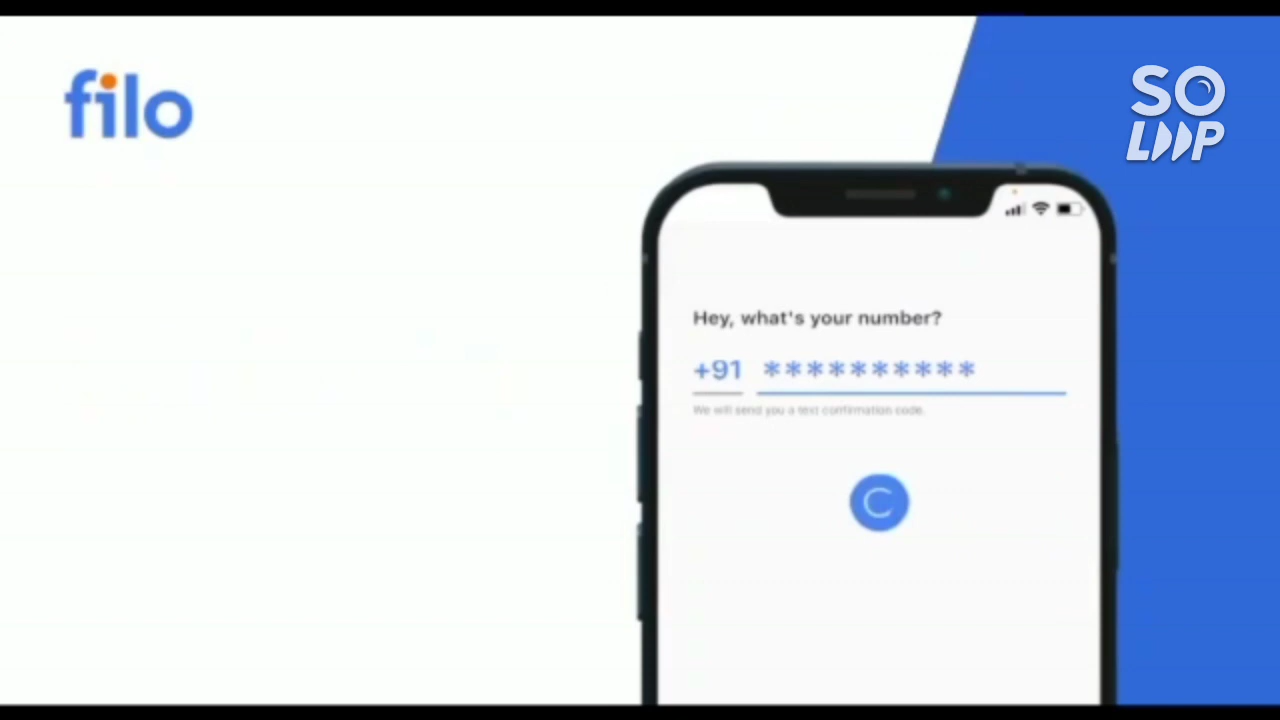 filo
SO
LOOP
Hey, what's your number?
+91 **********
We will send you a text confirmation code.